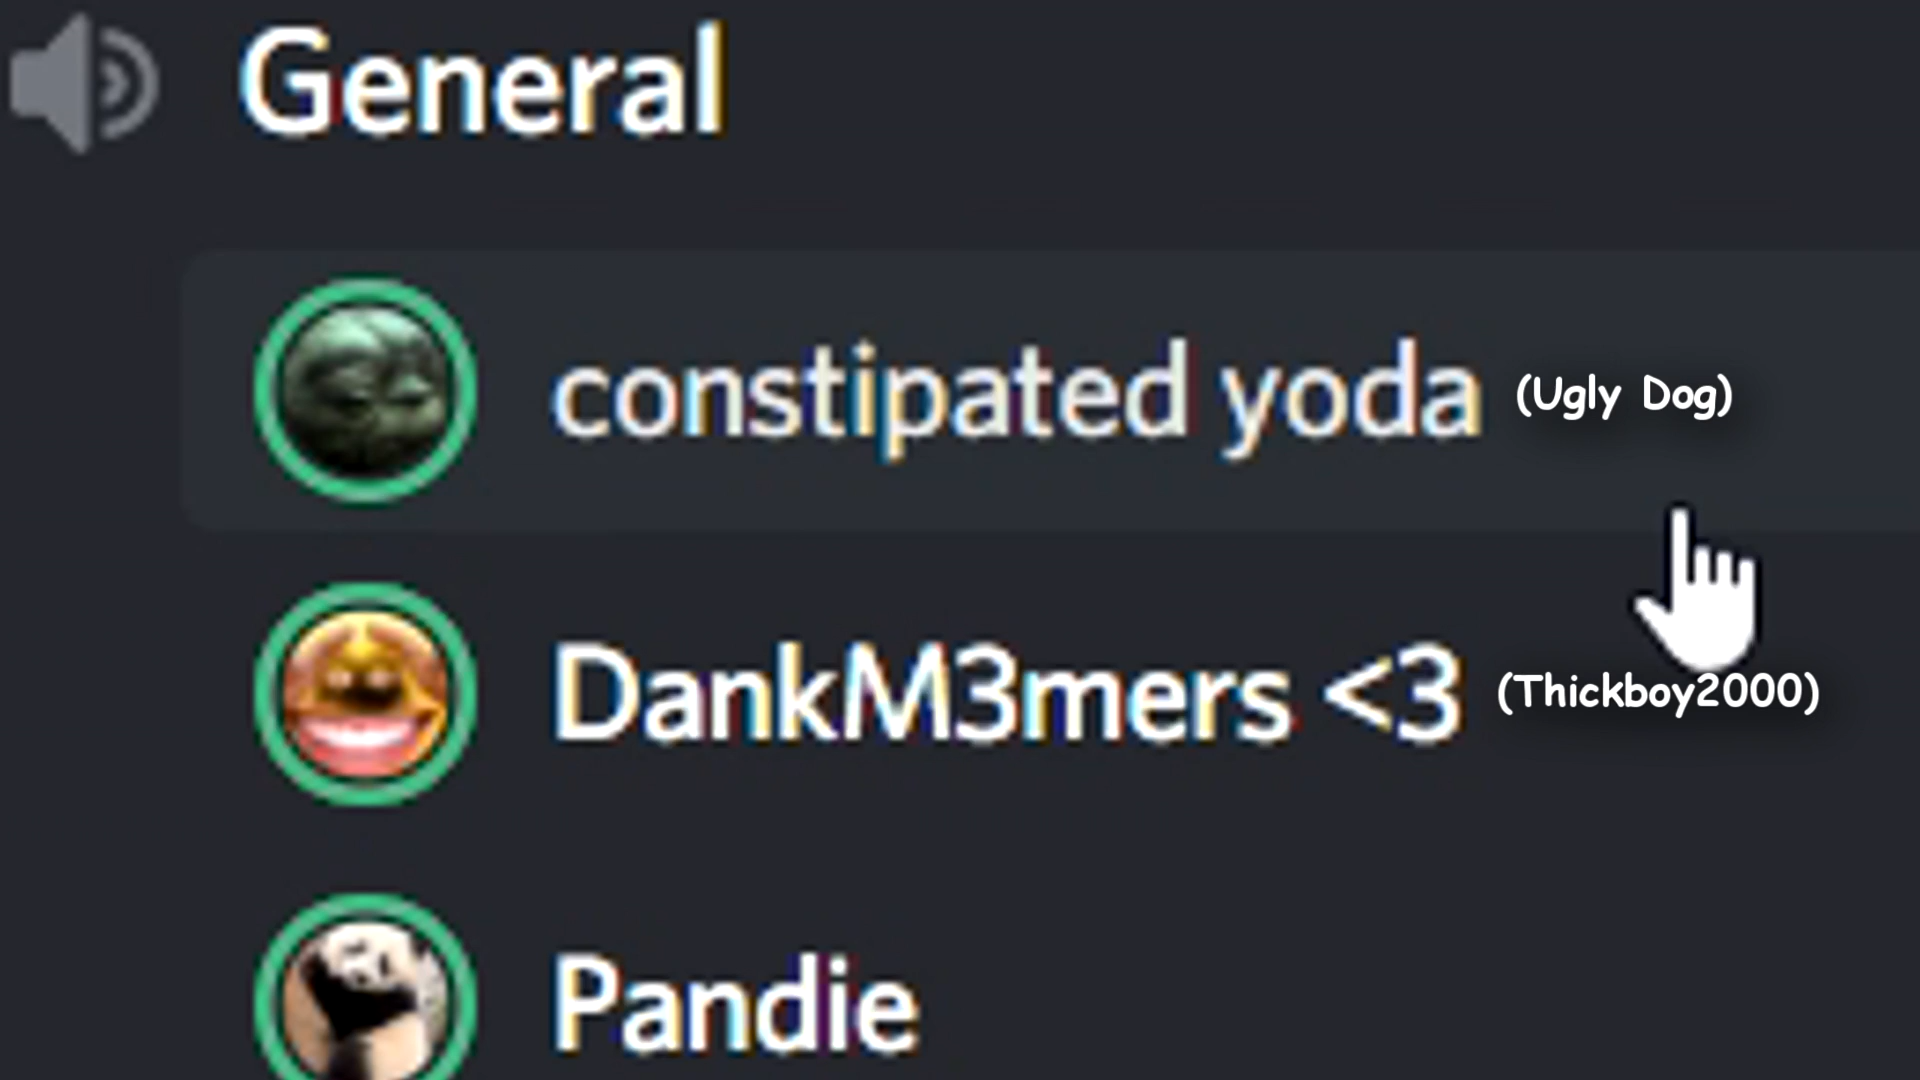 General
constipated yoda (Ugly Dog)
DankM3mers <3 (Thickboy2000)
Pandie